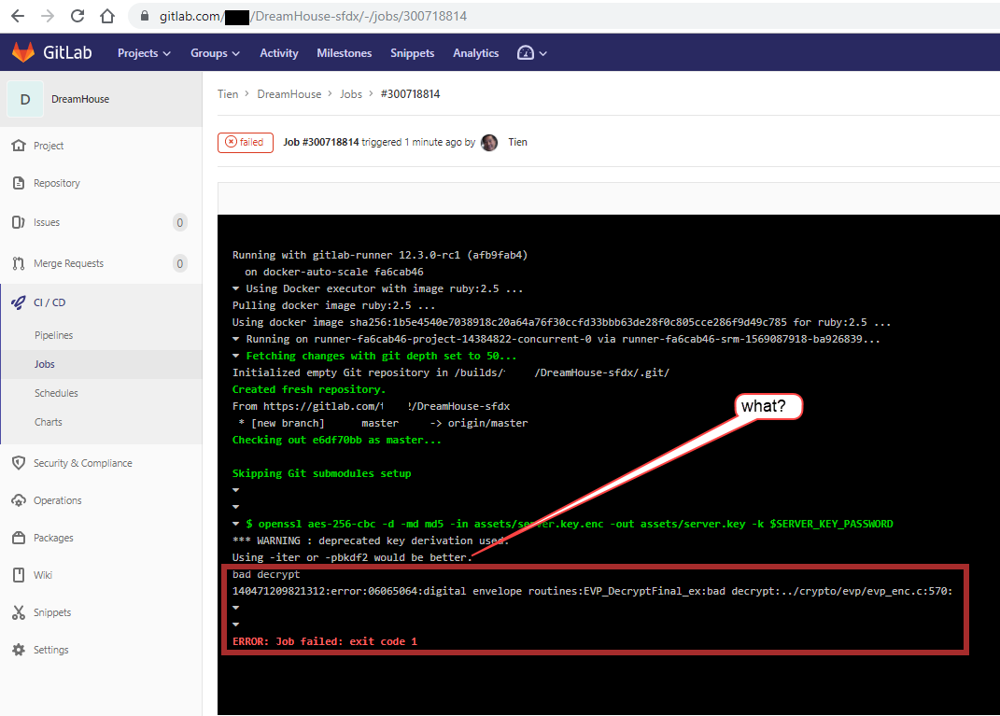 gitlab.com/ /DreamHouse-sfdx/-/jobs/300718814
GitLab Projects Groups Activity Milestones Snippets Analytics
D DreamHouse
Tien > DreamHouse > Jobs > #300718814
Project
failed Job #300718814 triggered 1 minute ago by Tien
Repository
Issues 0
Merge Requests 0
CI / CD
Pipelines
Jobs
Schedules
Charts
Security & Compliance
Operations
Packages
Wiki
Snippets
Settings
Running with gitlab-runner 12.3.0-rc1 (afb9fab4)
on docker-auto-scale fa6cab46
Using Docker executor with image ruby:2.5 ...
Pulling docker image ruby:2.5 ...
Using docker image sha256:1b5e4540e7038918c20a64a76f30ccfd33bbb63de28f0c805cce286f9d49c785 for ruby:2.5 ...
Running on runner-fa6cab46-project-14384822-concurrent-0 via runner-fa6cab46-srm-1569087918-ba926839...
Fetching changes with git depth set to 50...
Initialized empty Git repository in /builds/ /DreamHouse-sfdx/.git/
Created fresh repository.
From https://gitlab.com/ /DreamHouse-sfdx
* [new branch] master -> origin/master
Checking out e6df70bb as master...
what?
Skipping Git submodules setup
$ openssl aes-256-cbc -d -md md5 -in assets/server.key.enc -out assets/server.key -k $SERVER_KEY_PASSWORD
*** WARNING : deprecated key derivation used.
Using -iter or -pbkdf2 would be better.
bad decrypt
140471209821312:error:06065064:digital envelope routines:EVP_DecryptFinal_ex:bad decrypt:../crypto/evp/evp_enc.c:570:
ERROR: Job failed: exit code 1